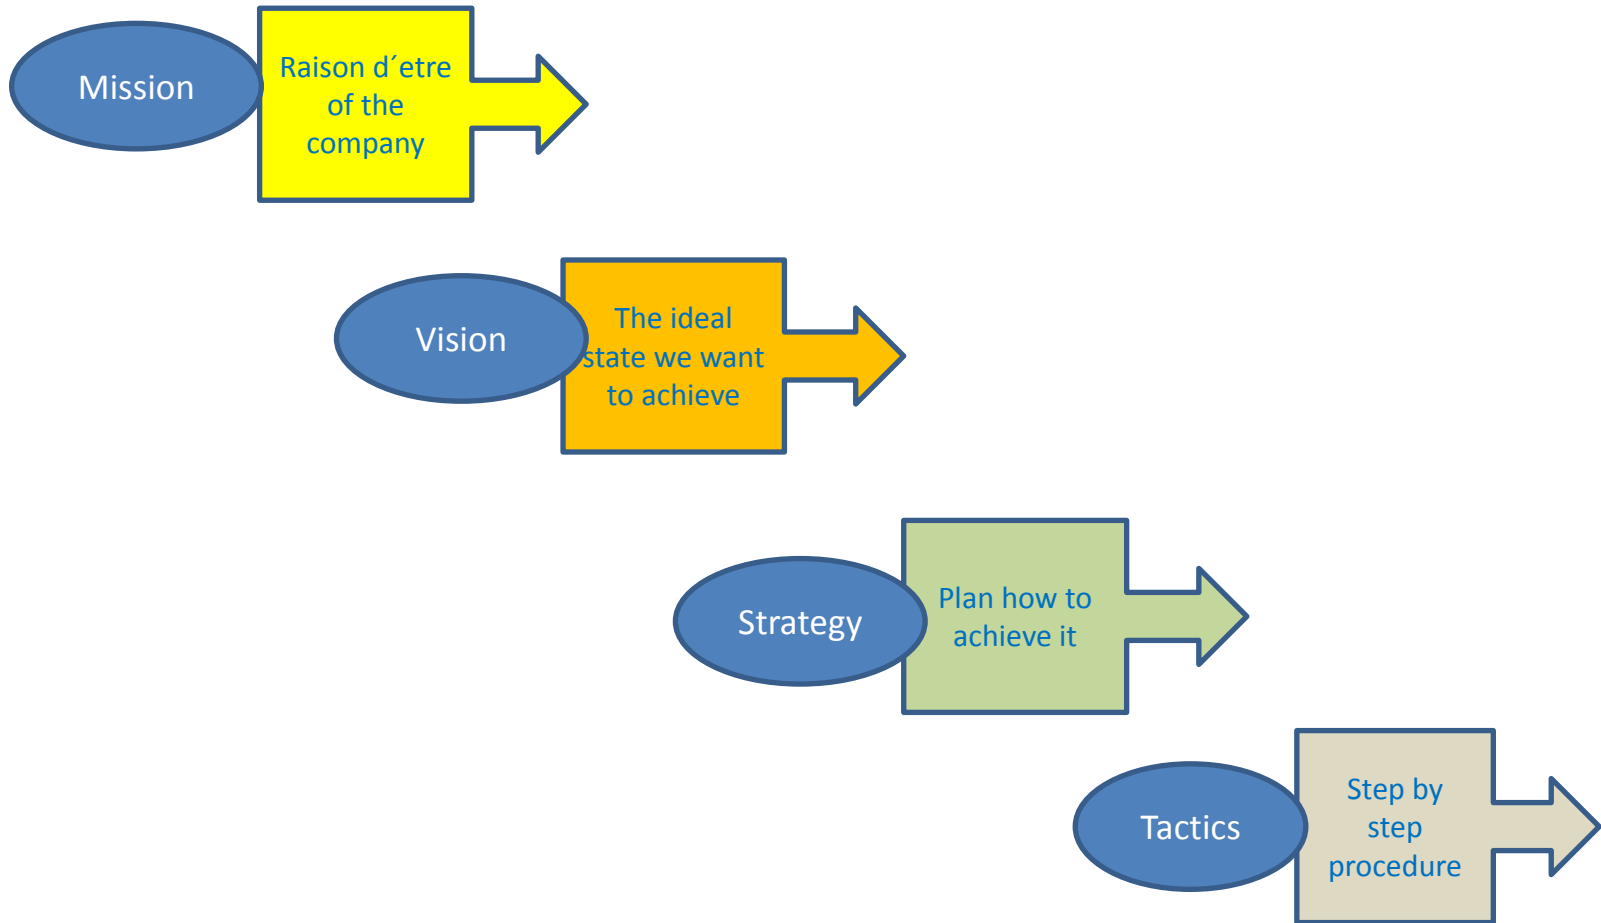 Mission
Raison d´etre
of the
company
Vision
The ideal
state we want
to achieve
Strategy
Plan how to
achieve it
Tactics
Step by
step
procedure